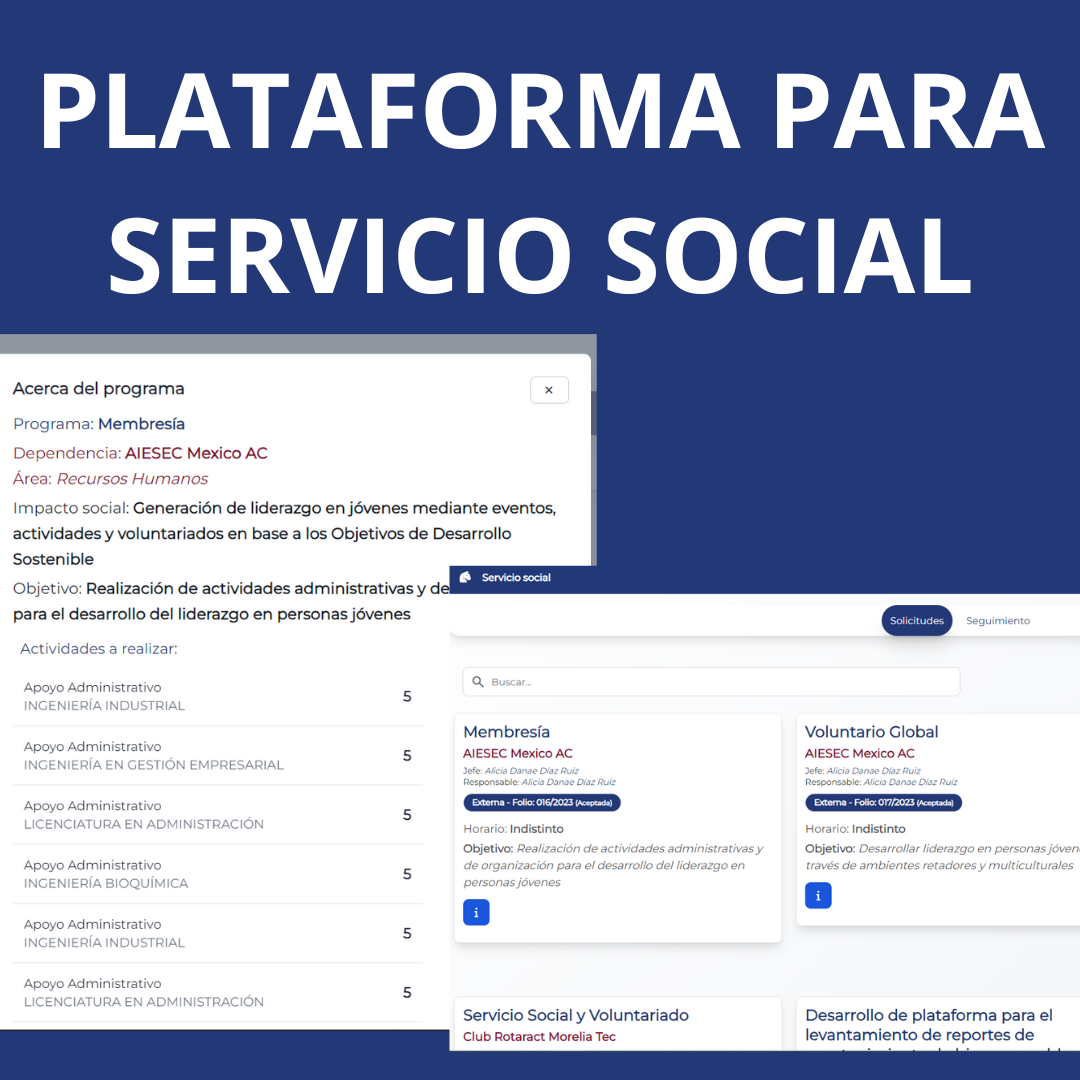 PLATAFORMA PARA
SERVICIO SOCIAL
Acerca del programa
×
Programa: Membresía
Dependencia: AIESEC Mexico AC
Área: Recursos Humanos
Impacto social: Generación de liderazgo en jóvenes mediante eventos,
actividades y voluntariados en base a los Objetivos de Desarrollo
Sostenible
Objetivo: Realización de actividades administrativas y de
para el desarrollo del liderazgo en personas jóvenes
Actividades a realizar:
Apoyo Administrativo
INGENIERÍA INDUSTRIAL
5
Apoyo Administrativo
INGENIERÍA EN GESTIÓN EMPRESARIAL
5
Apoyo Administrativo
LICENCIATURA EN ADMINISTRACIÓN
5
Apoyo Administrativo
INGENIERÍA BIOQUÍMICA
5
Apoyo Administrativo
INGENIERÍA INDUSTRIAL
5
Apoyo Administrativo
LICENCIATURA EN ADMINISTRACIÓN
5
Servicio social
Solicitudes Seguimiento
Buscar...
Membresía
AIESEC Mexico AC
Jefe: Alicia Danae Díaz Ruiz
Responsable: Alicia Danae Díaz Ruiz
Externa - Folio: 016/2023 (Aceptada)
Horario: Indistinto
Objetivo: Realización de actividades administrativas y
de organización para el desarrollo del liderazgo en
personas jóvenes
i
Voluntario Global
AIESEC Mexico AC
Jefe: Alicia Danae Díaz Ruiz
Responsable: Alicia Danae Díaz Ruiz
Externa - Folio: 017/2023 (Aceptada)
Horario: Indistinto
Objetivo: Desarrollar liderazgo en personas jóvene
través de ambientes retadores y multiculturales
i
Servicio Social y Voluntariado
Club Rotaract Morelia Tec
Desarrollo de plataforma para el
levantamiento de reportes de